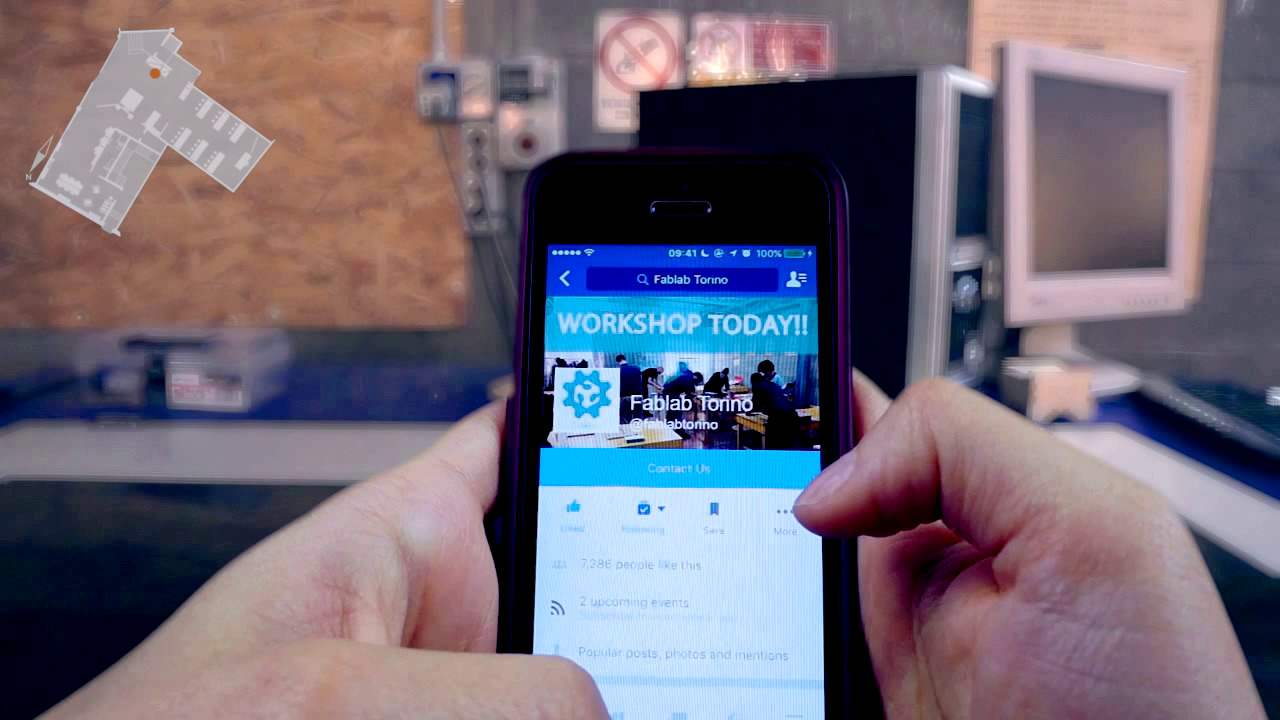 N
09:41
100%
Fablab Torino
WORKSHOP TODAY!!
Fablab Torino
@fablabtorino
Contact Us
Liked
Following
Save
More
7,286 people like this
2 upcoming events
Popular posts, photos and mentions